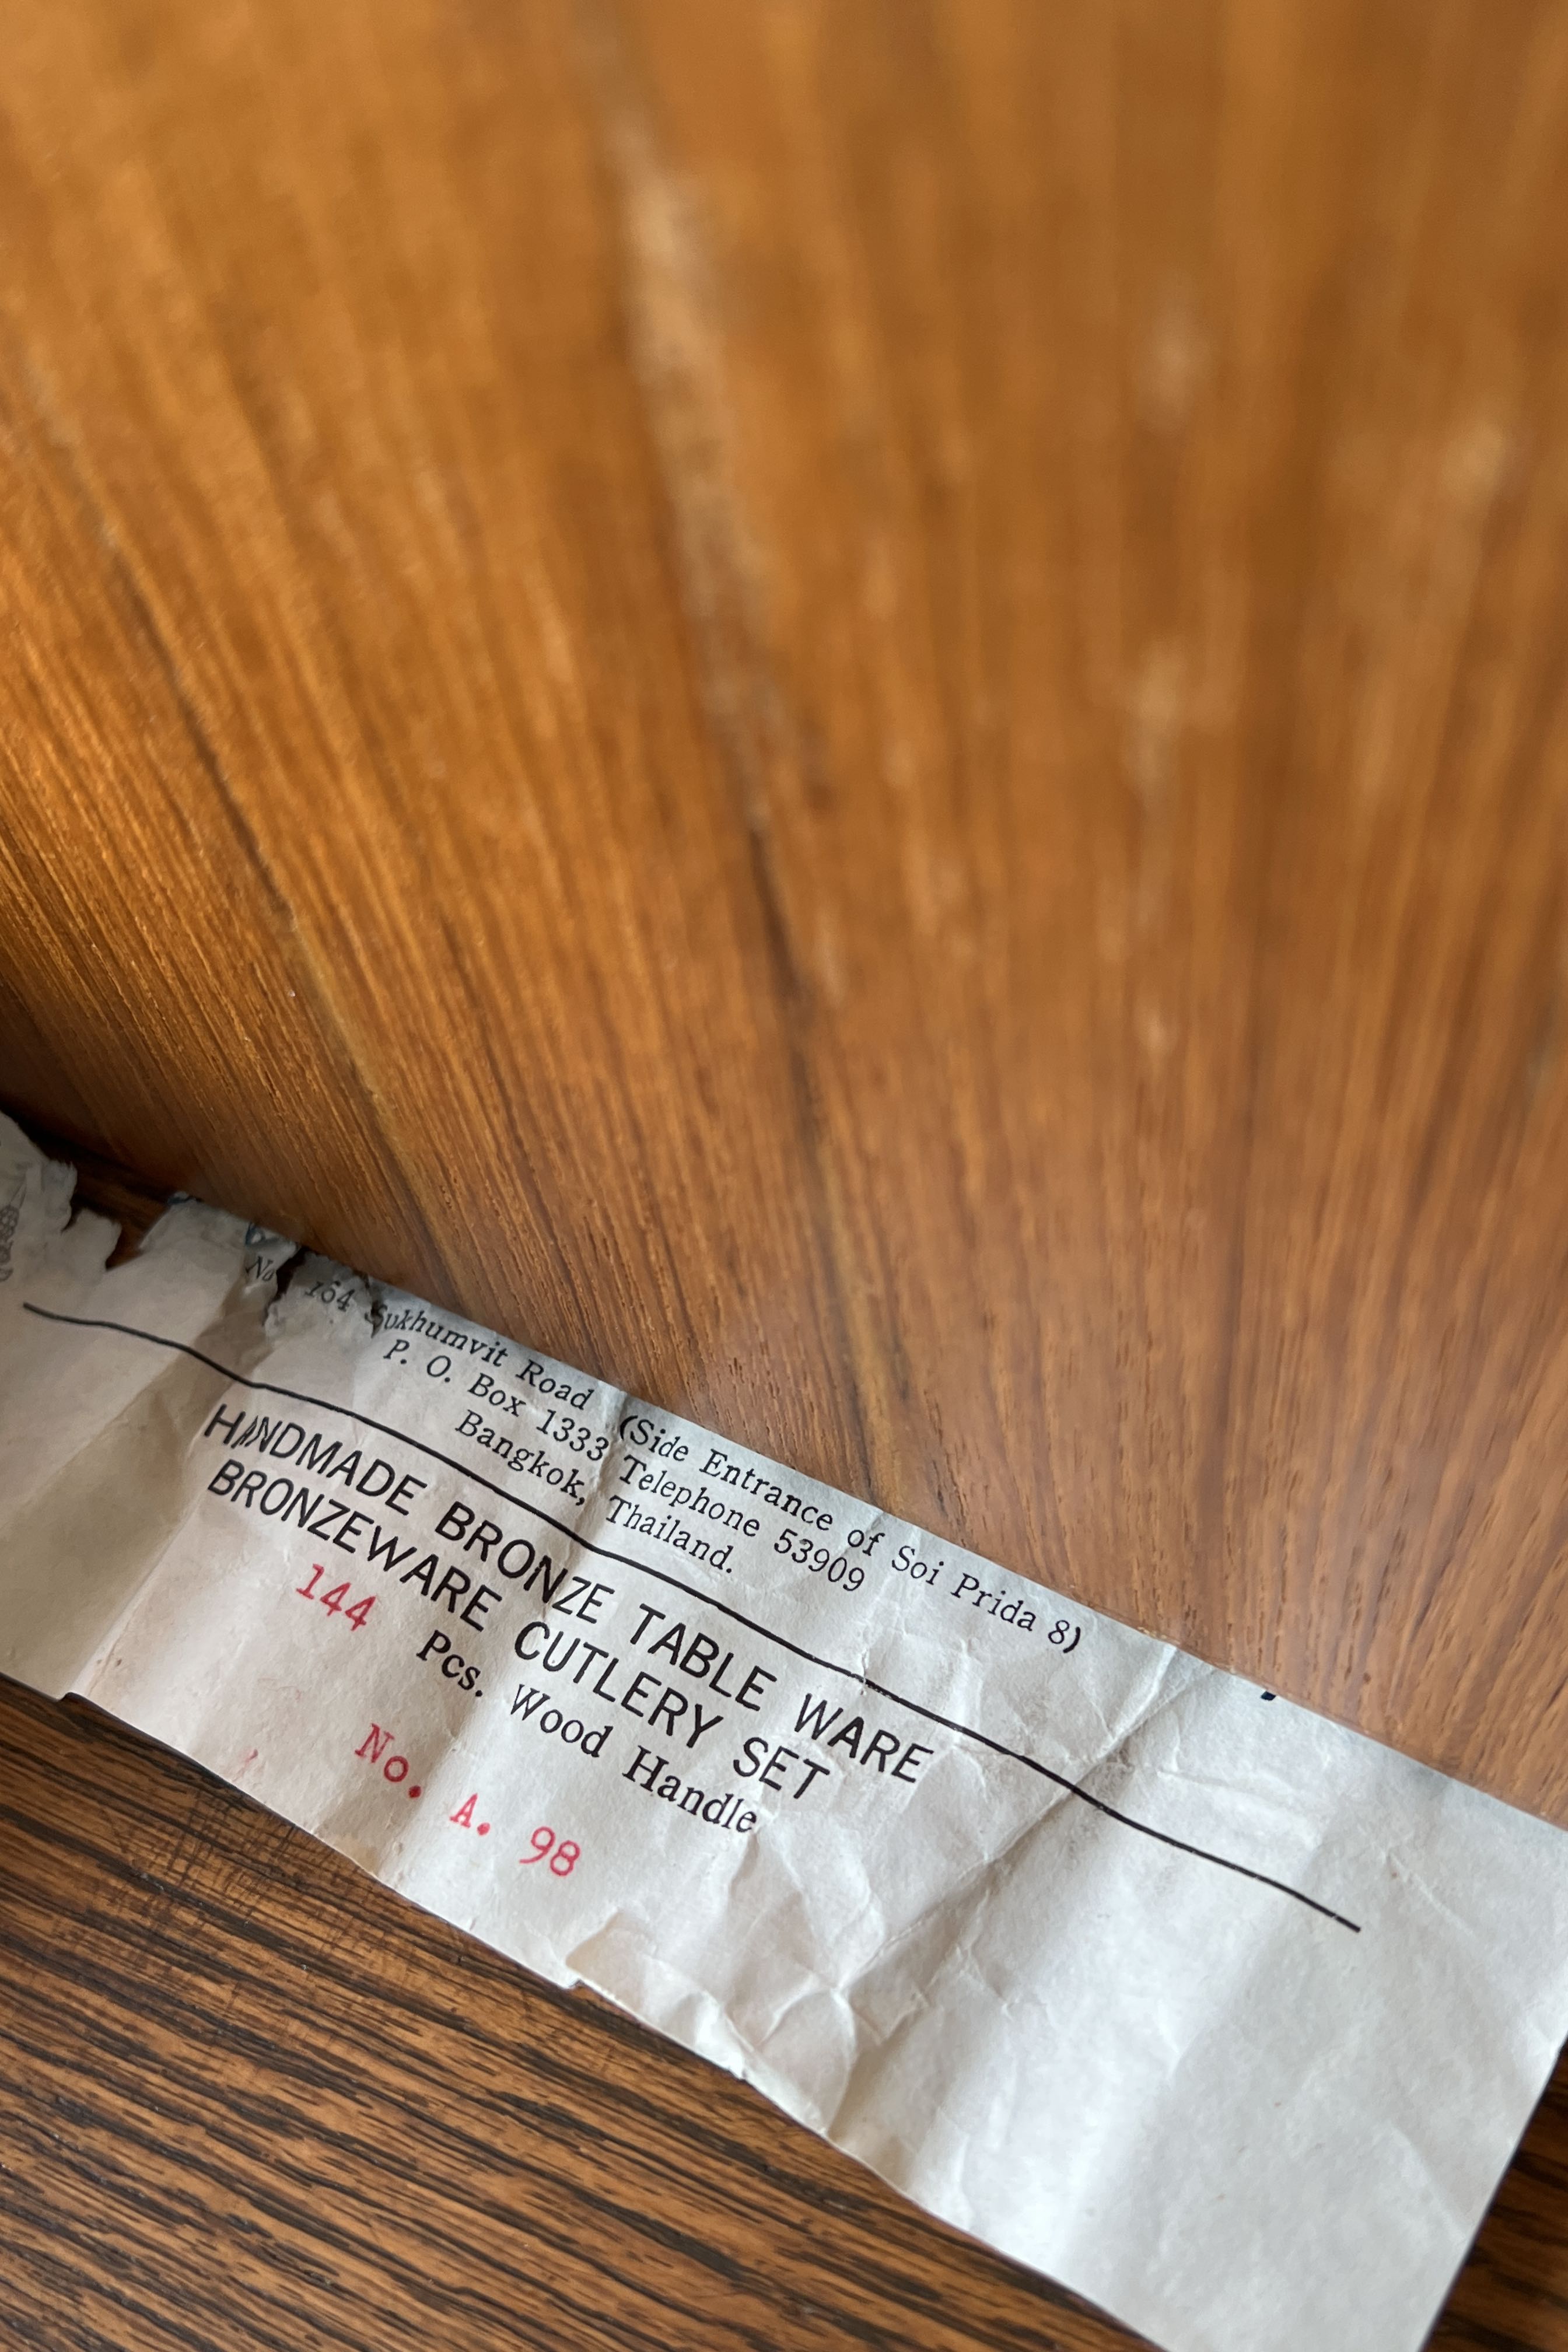 No 164 Sukhumvit Road (Side Entrance of Soi Prida 8)
P. O. Box 1333 Telephone 53909
Bangkok, Thailand.
HANDMADE BRONZE TABLE WARE
BRONZEWARE CUTLERY SET
144 Pcs. Wood Handle
No. A. 98